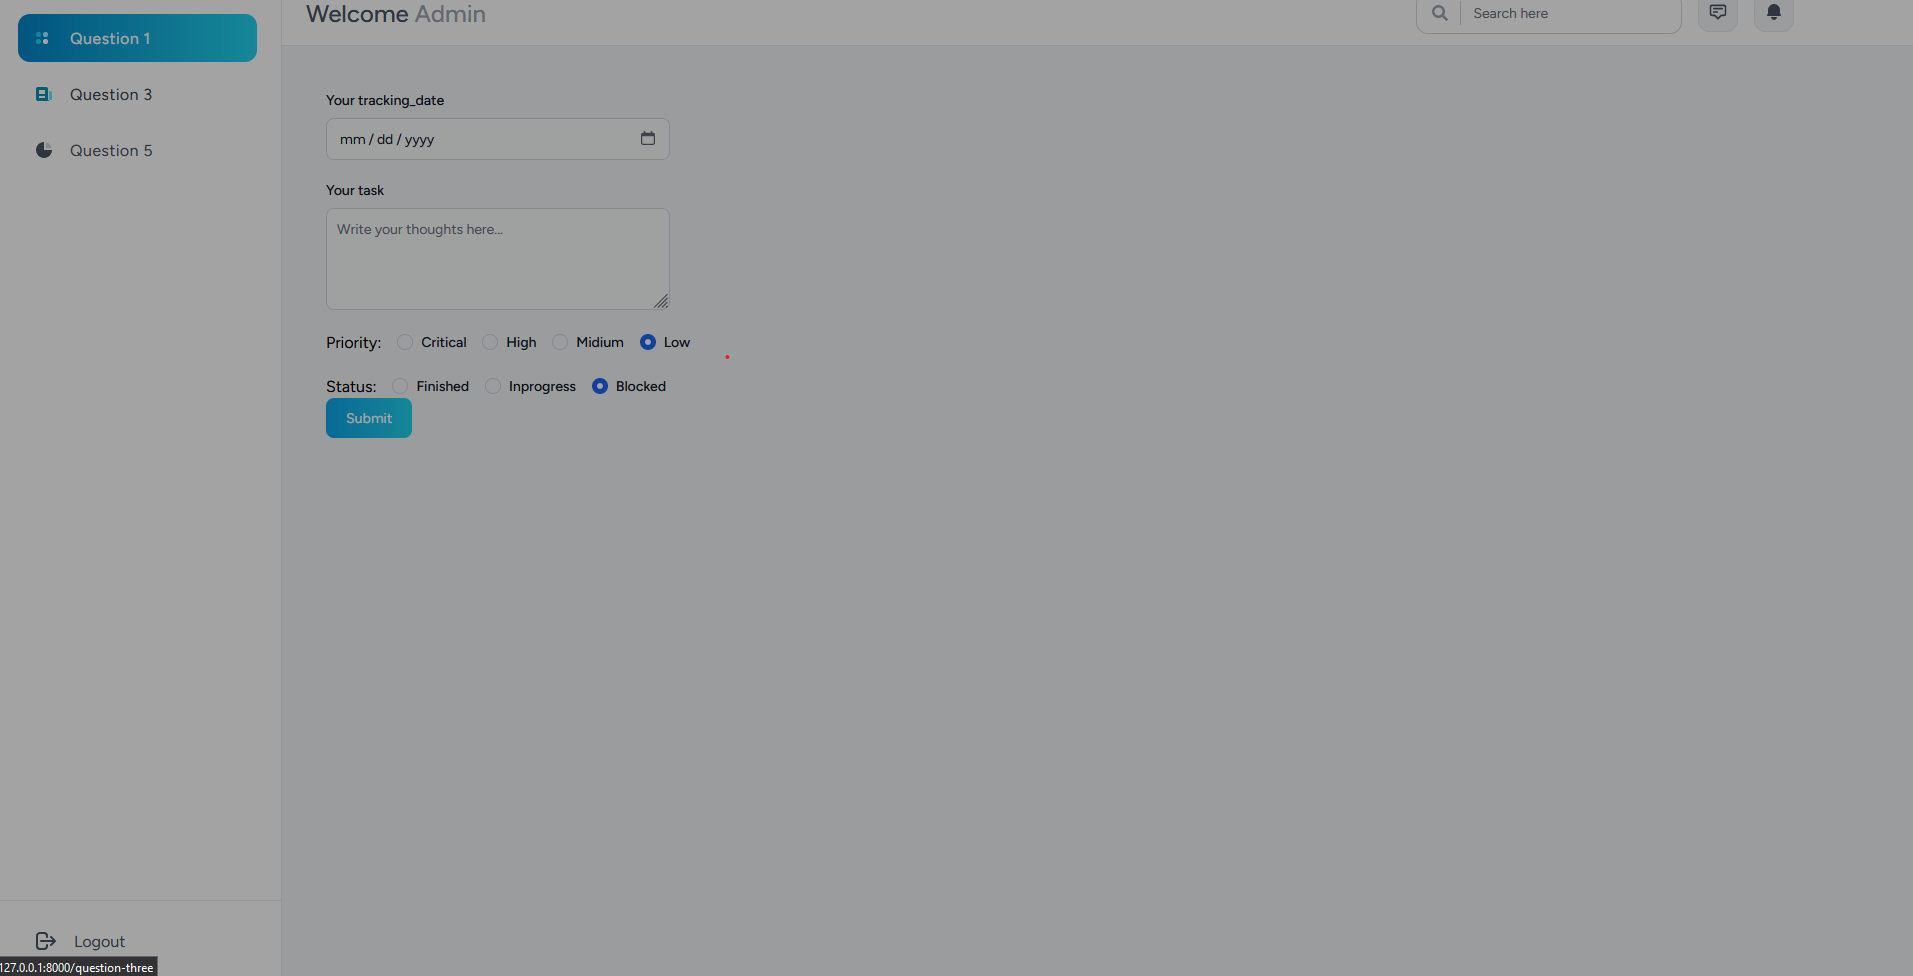 Welcome Admin
Search here
Question 1
Question 3
Question 5
Your tracking_date
mm / dd / yyyy
Your task
Write your thoughts here...
Priority: Critical High Midium Low
Status: Finished Inprogress Blocked
Submit
Logout
127.0.0.1:8000/question-three